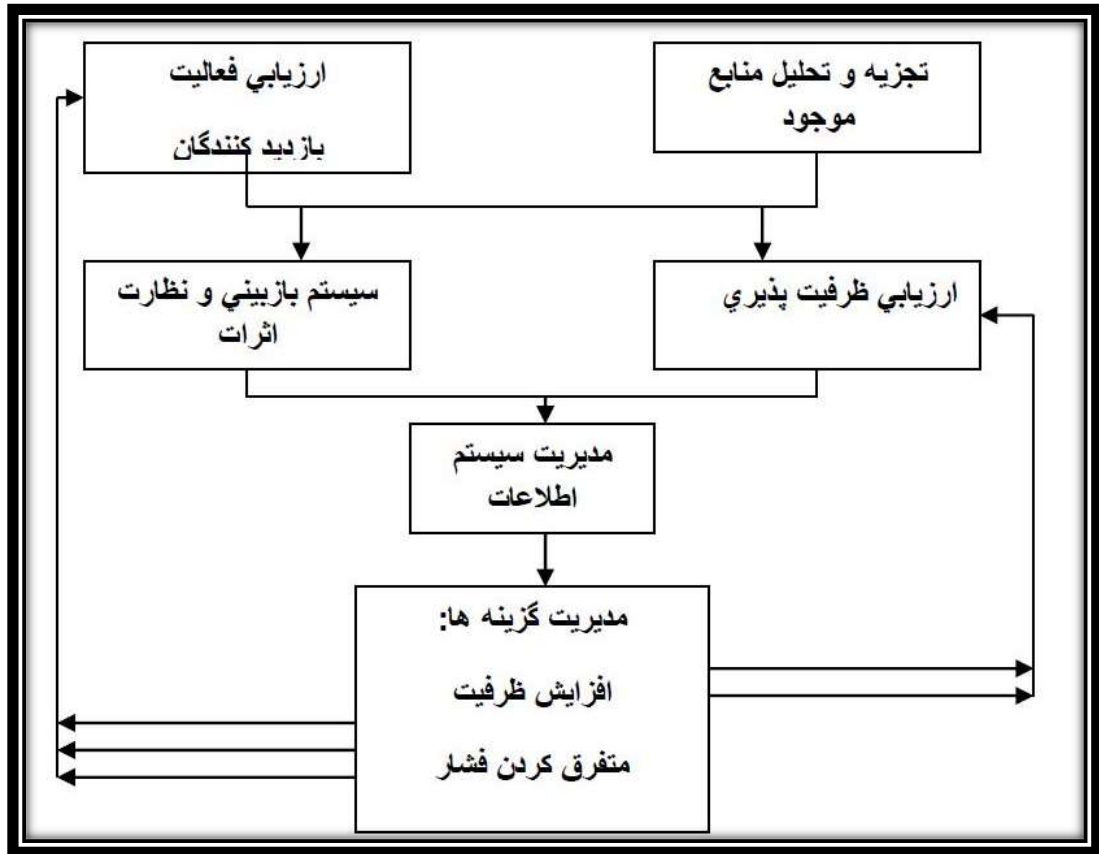 تجزيه و تحليل منابع
موجود
ارزيابي فعاليت
بازديد كنندگان
ارزيابي ظرفيت پذيري
سيستم بازبيني و نظارت
اثرات
مديريت سيستم
اطلاعات
مديريت گزينه ها:
افزايش ظرفيت
متفرق كردن فشار